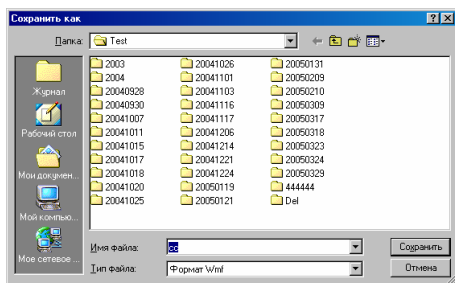 Сохранить как
Папка: Test
2003 20041026 20050131
2004 20041101 20050209
20040928 20041103 20050210
20040930 20041116 20050309
20041007 20041117 20050317
20041011 20041206 20050318
20041015 20041214 20050323
20041017 20041221 20050324
20041018 20041224 20050329
20041020 20050119 444444
20041025 20050121 Del
Журнал
Рабочий стол
Мои докумен...
Мой компью...
Мое сетевое ...
Имя файла: cc Сохранить
Тип файла: Формат Wmf Отмена